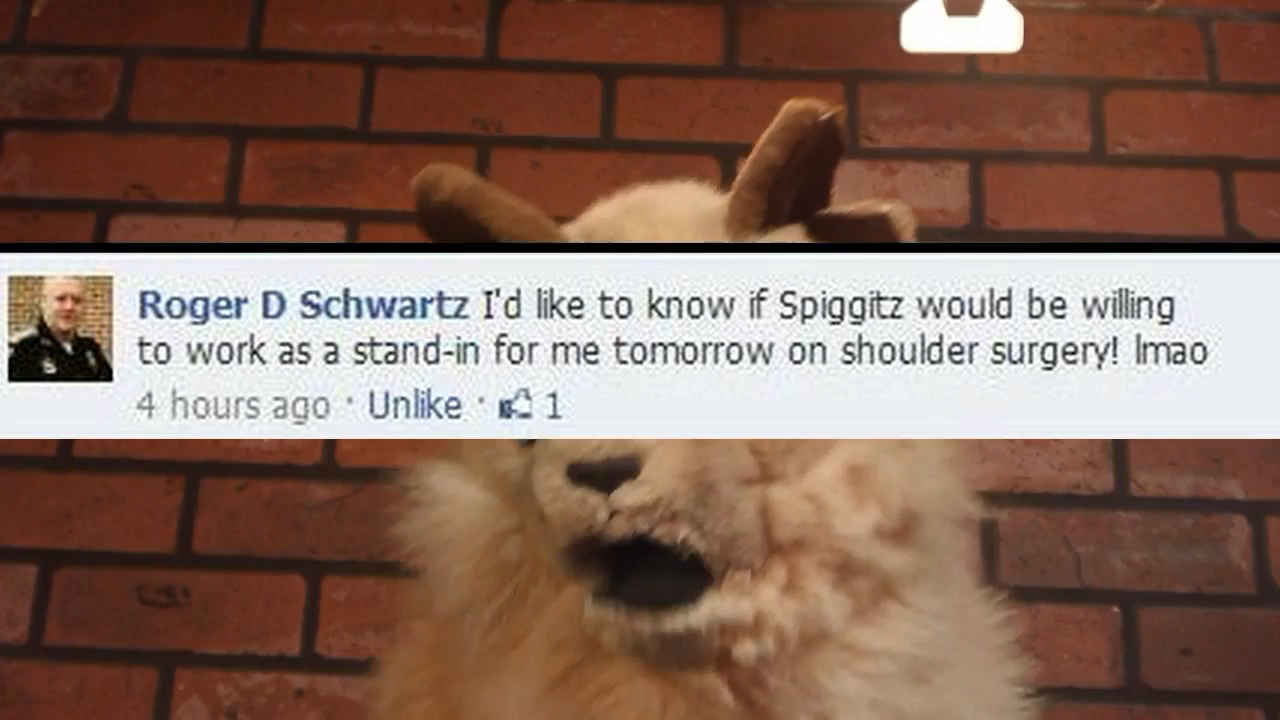 Roger D Schwartz I'd like to know if Spiggitz would be willing
to work as a stand-in for me tomorrow on shoulder surgery! lmao
4 hours ago · Unlike · 1